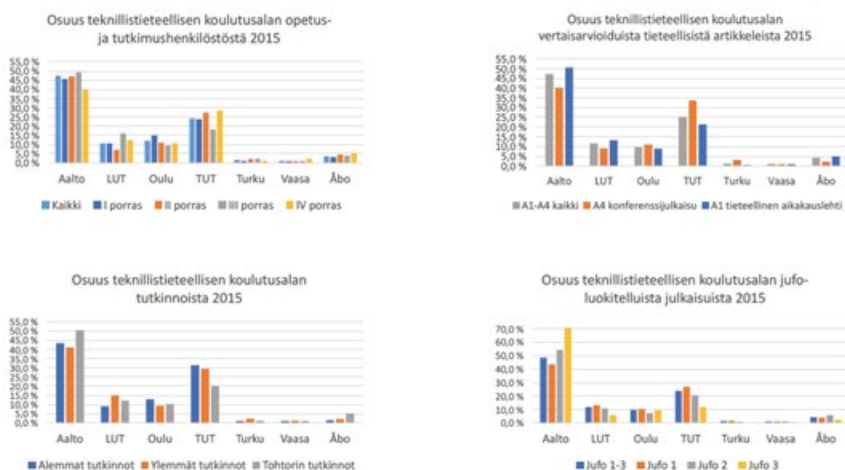 Osuus teknillistieteellisen koulutusalan opetus-
ja tutkimushenkilöstöstä 2015
55,0 %
50,0 %
45,0 %
40,0 %
35,0 %
30,0 %
25,0 %
20,0 %
15,0 %
10,0 %
5,0 %
0,0 %
Aalto LUT Oulu TUT Turku Vaasa Åbo
Kaikki I porras II porras III porras IV porras
Osuus teknillistieteellisen koulutusalan
vertaisarvioiduista tieteellisistä artikkeleista 2015
55,0 %
50,0 %
45,0 %
40,0 %
35,0 %
30,0 %
25,0 %
20,0 %
15,0 %
10,0 %
5,0 %
0,0 %
Aalto LUT Oulu TUT Turku Vaasa Åbo
A1-A4 kaikki A4 konferenssijulkaisu A1 tieteellinen aikakauslehti
Osuus teknillistieteellisen koulutusalan
tutkinnoista 2015
55,0 %
50,0 %
45,0 %
40,0 %
35,0 %
30,0 %
25,0 %
20,0 %
15,0 %
10,0 %
5,0 %
0,0 %
Aalto LUT Oulu TUT Turku Vaasa Åbo
Alemmat tutkinnot Ylemmät tutkinnot Tohtorin tutkinnot
Osuus teknillistieteellisen koulutusalan jufo-
luokitelluista julkaisuista 2015
70,0 %
60,0 %
50,0 %
40,0 %
30,0 %
20,0 %
10,0 %
0,0 %
Aalto LUT Oulu TUT Turku Vaasa Åbo
Jufo 1-3 Jufo 1 Jufo 2 Jufo 3